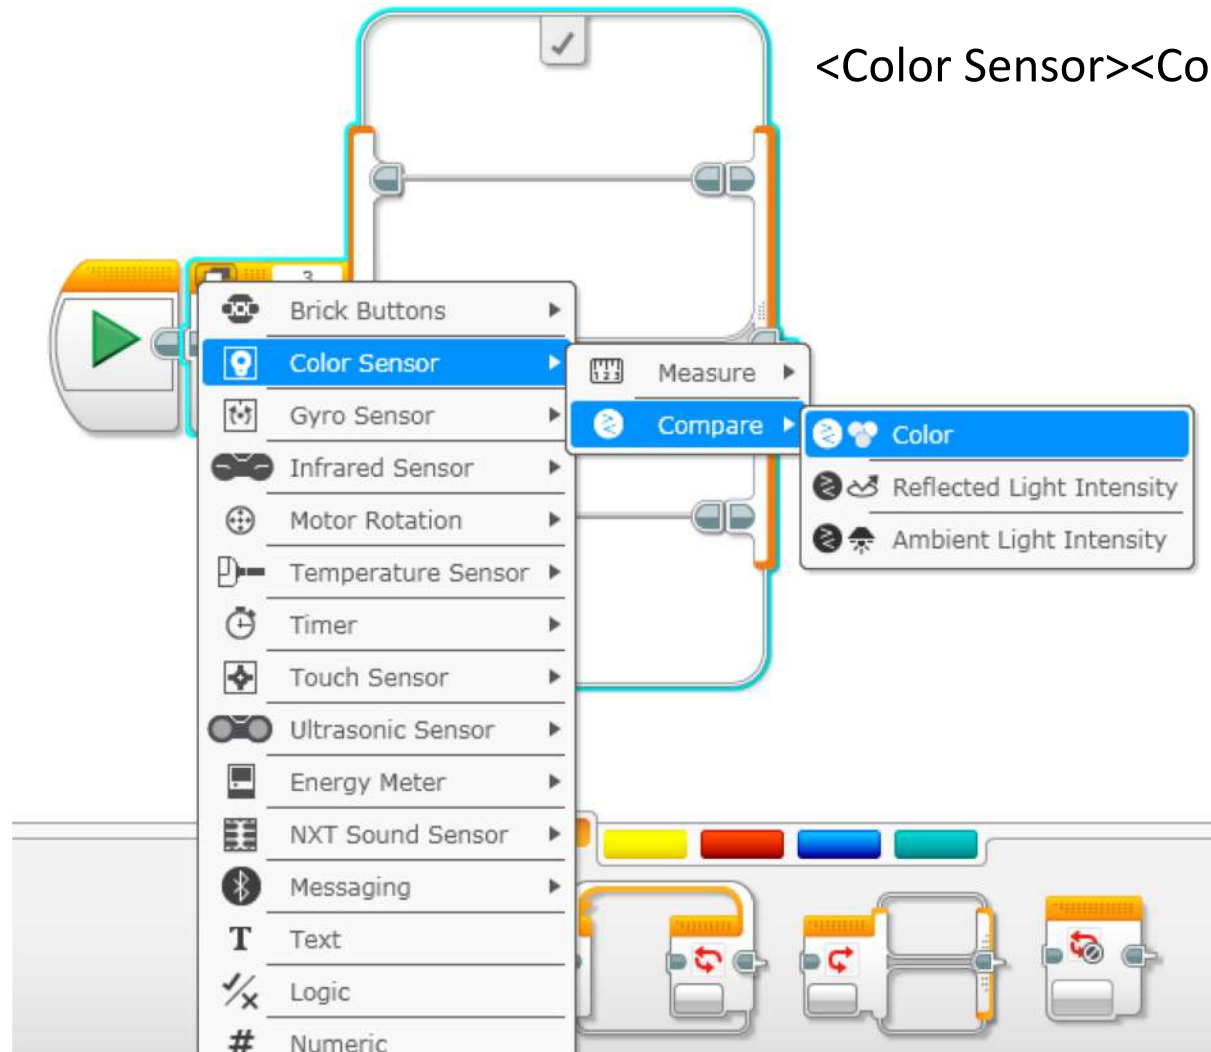 <Color Sensor><Co
3
Brick Buttons
Color Sensor
Measure
Gyro Sensor
Compare
Color
Infrared Sensor
Reflected Light Intensity
Motor Rotation
Ambient Light Intensity
Temperature Sensor
Timer
Touch Sensor
Ultrasonic Sensor
Energy Meter
NXT Sound Sensor
Messaging
T Text
Logic
# Numeric